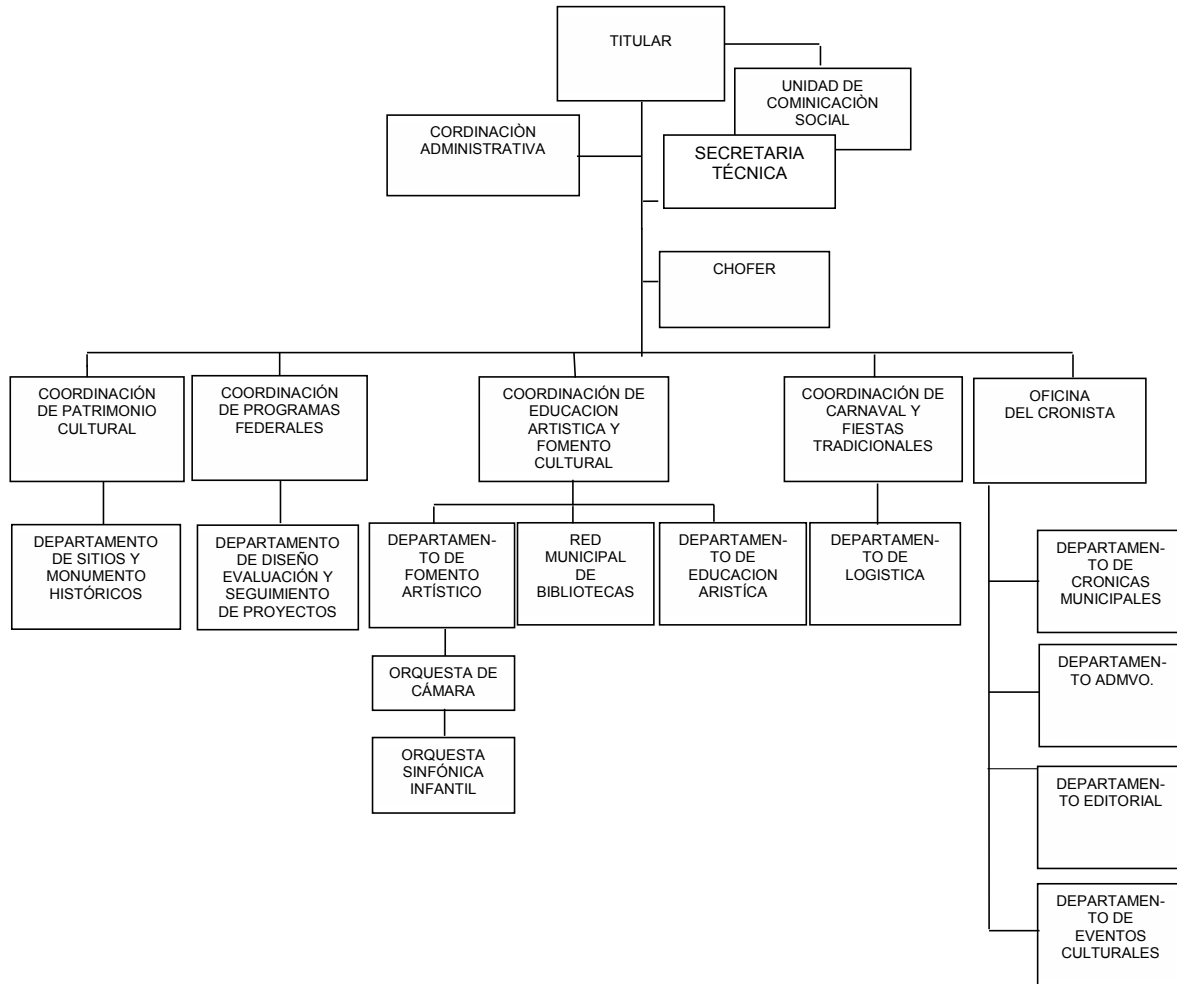 TITULAR
UNIDAD DE
COMINICACIÒN
SOCIAL
CORDINACIÒN
ADMINISTRATIVA
SECRETARIA
TÉCNICA
CHOFER
COORDINACIÓN
DE PATRIMONIO
CULTURAL
COORDINACIÓN
DE PROGRAMAS
FEDERALES
COORDINACIÓN DE
EDUCACION
ARTISTICA Y
FOMENTO
CULTURAL
COORDINACIÓN DE
CARNAVAL Y
FIESTAS
TRADICIONALES
OFICINA
DEL CRONISTA
DEPARTAMENTO
DE SITIOS Y
MONUMENTO
HISTÓRICOS
DEPARTAMENTO
DE DISEÑO
EVALUACIÓN Y
SEGUIMIENTO
DE PROYECTOS
DEPARTAMEN-
TO DE
FOMENTO
ARTÍSTICO
RED
MUNICIPAL
DE
BIBLIOTECAS
DEPARTAMEN-
TO DE
EDUCACION
ARISTÍCA
DEPARTAMEN-
TO DE
LOGISTICA
DEPARTAMEN-
TO DE
CRONICAS
MUNICIPALES
ORQUESTA DE
CÁMARA
DEPARTAMEN-
TO ADMVO.
ORQUESTA
SINFÓNICA
INFANTIL
DEPARTAMEN-
TO EDITORIAL
DEPARTAMEN-
TO DE
EVENTOS
CULTURALES